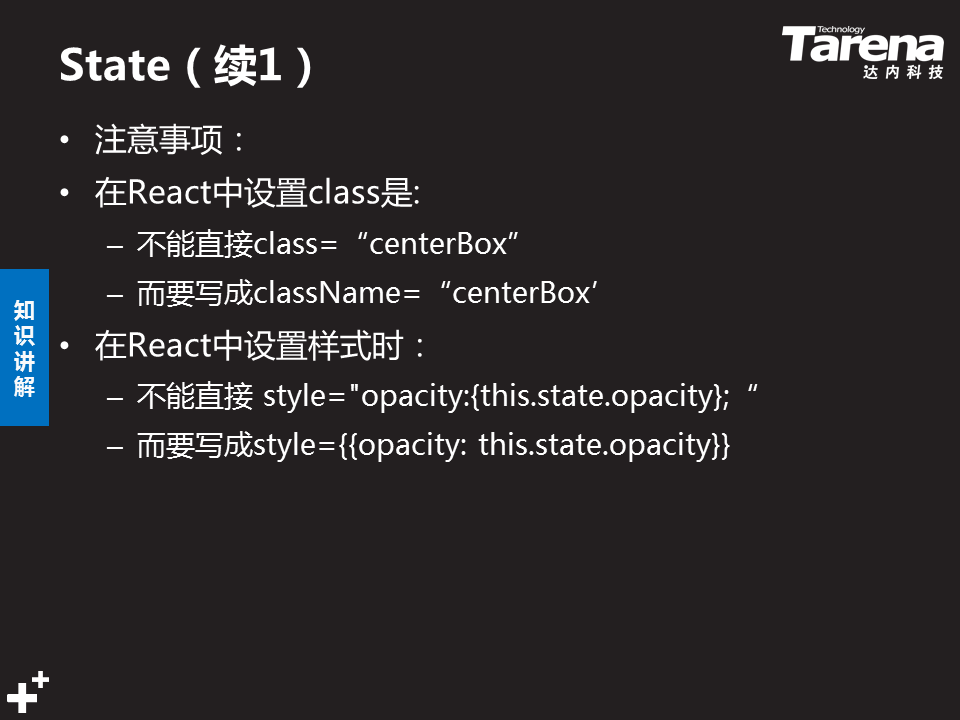 State（续1）
Technology
Tarena
达内科技
• 注意事项：
• 在React中设置class是:
– 不能直接class=“centerBox”
– 而要写成className=“centerBox’
知识讲解
• 在React中设置样式时：
– 不能直接 style="opacity:{this.state.opacity};“
– 而要写成style={{opacity: this.state.opacity}}